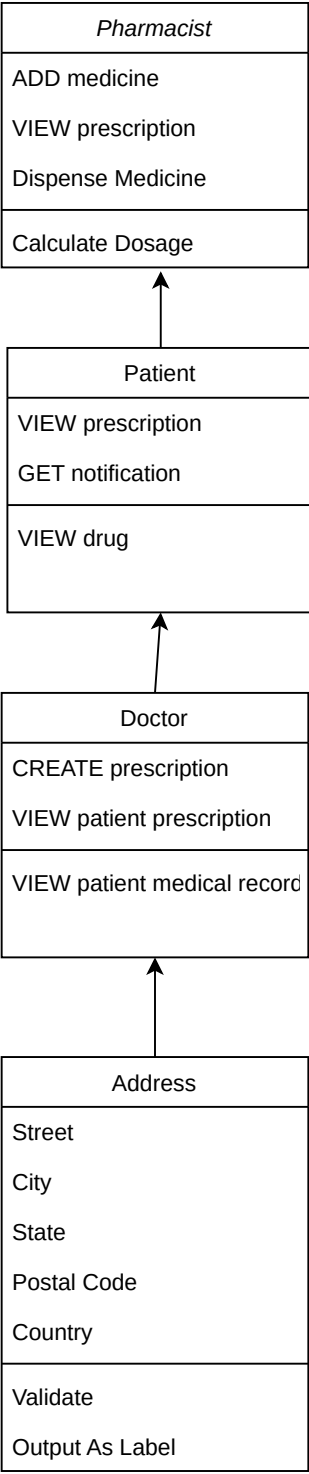 Pharmacist
ADD medicine
VIEW prescription
Dispense Medicine
Calculate Dosage
Patient
VIEW prescription
GET notification
VIEW drug
Doctor
CREATE prescription
VIEW patient prescription
VIEW patient medical record
Address
Street
City
State
Postal Code
Country
Validate
Output As Label